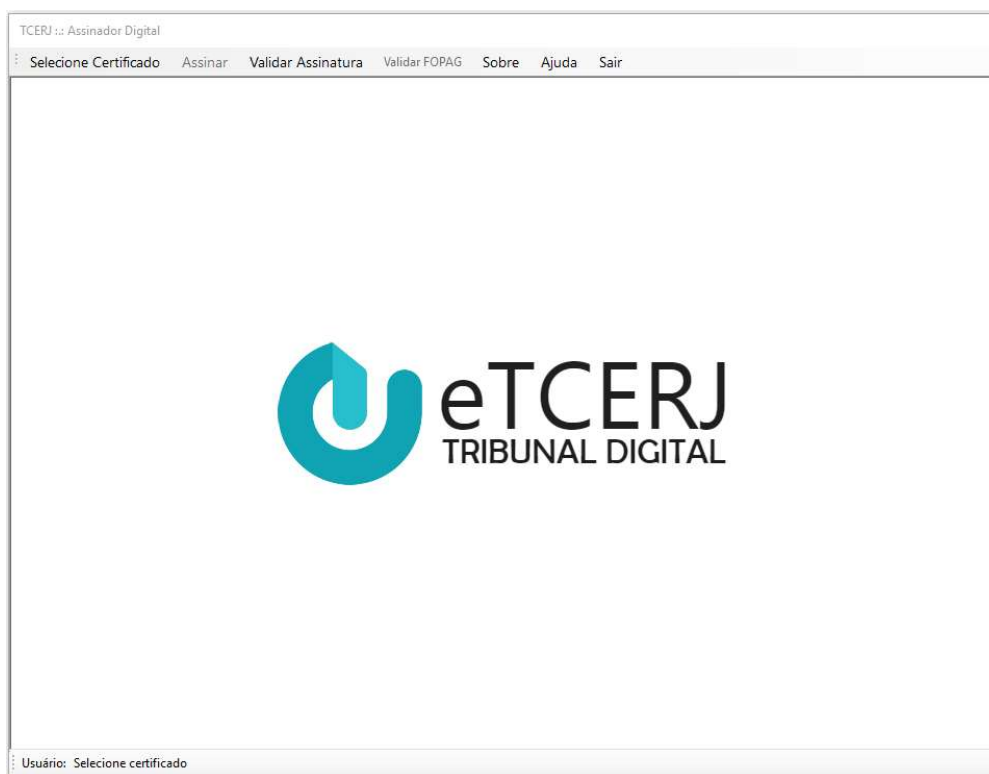 TCERJ :.: Assinador Digital
Selecione Certificado Assinar Validar Assinatura Validar FOPAG Sobre Ajuda Sair
eTCERJ
TRIBUNAL DIGITAL
Usuário: Selecione certificado